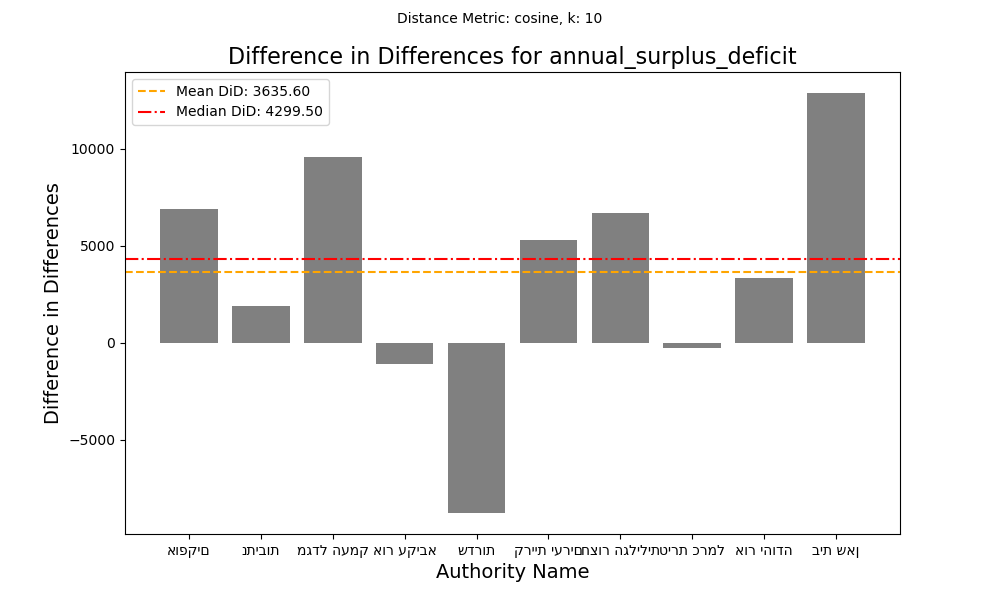 Distance Metric: cosine, k: 10
Difference in Differences for annual_surplus_deficit
Mean DiD: 3635.60
Median DiD: 4299.50
10000
5000
0
−5000
Difference in Differences
אופקים
נתיבות
מגדל העמק
אור עקיבא
שדרות
קריית יערים
חצור הגלילית
טירת כרמל
אור יהודה
בית שאן
Authority Name